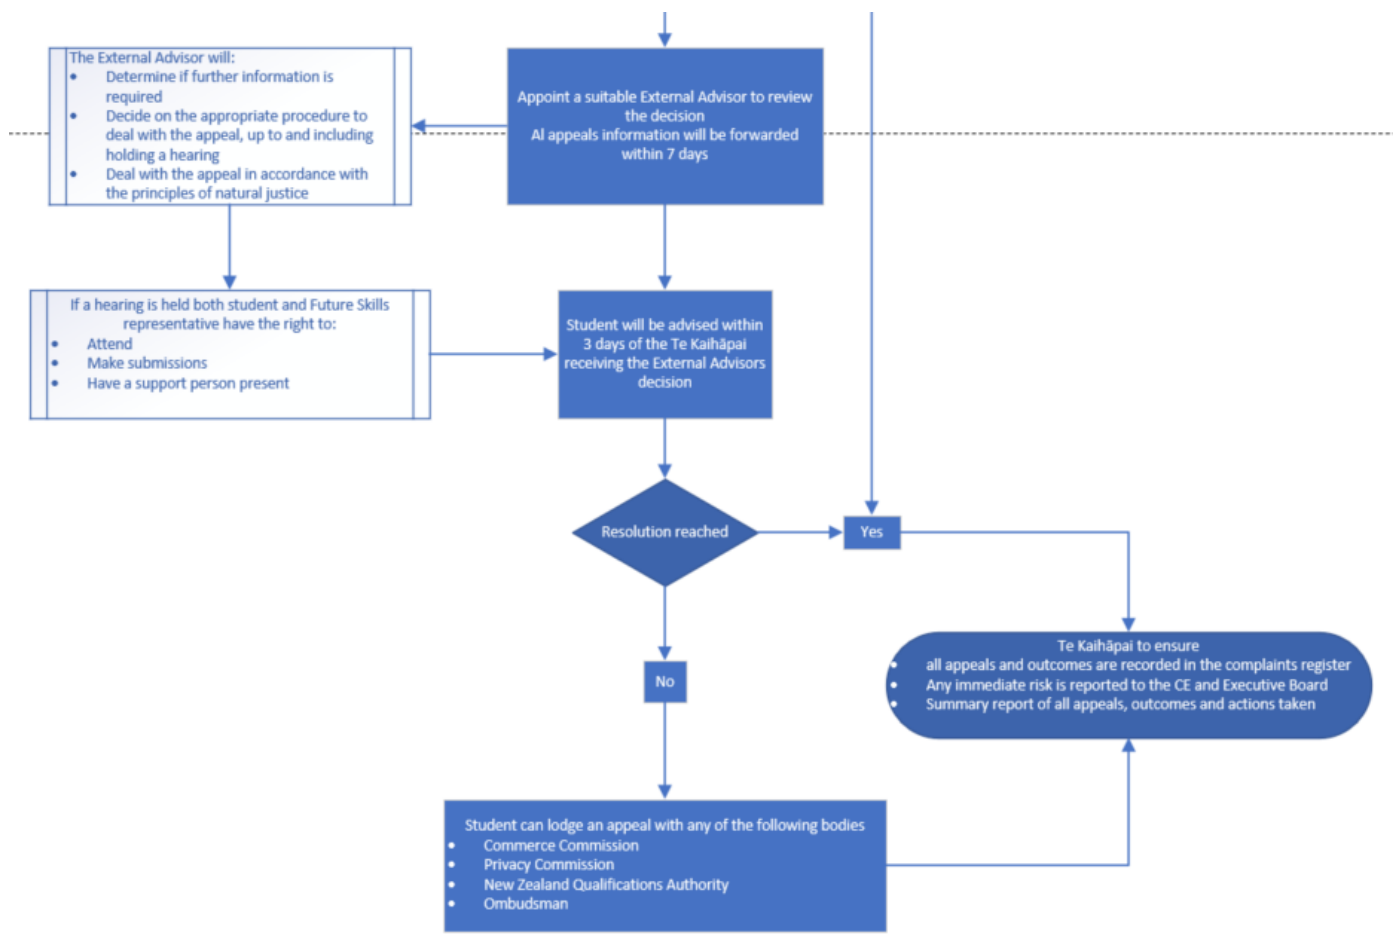 The External Advisor will:
• Determine if further information is
required
• Decide on the appropriate procedure to
deal with the appeal, up to and including
holding a hearing
• Deal with the appeal in accordance with
the principles of natural justice
Appoint a suitable External Advisor to review
the decision
Al appeals information will be forwarded
within 7 days
If a hearing is held both student and Future Skills
representative have the right to:
• Attend
• Make submissions
• Have a support person present
Student will be advised within
3 days of the Te Kaihāpai
receiving the External Advisors
decision
Resolution reached
Yes
No
Te Kaihāpai to ensure
• all appeals and outcomes are recorded in the complaints register
• Any immediate risk is reported to the CE and Executive Board
• Summary report of all appeals, outcomes and actions taken
Student can lodge an appeal with any of the following bodies
• Commerce Commission
• Privacy Commission
• New Zealand Qualifications Authority
• Ombudsman